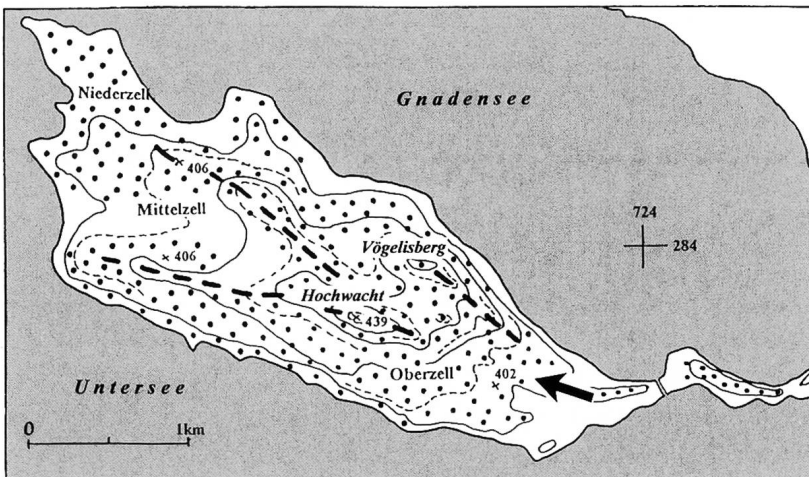 Niederzell
Gnadensee
406
724
Mittelzell
284
Vögelisberg
406
Hochwacht
439
Oberzell
402
Untersee
0 1km